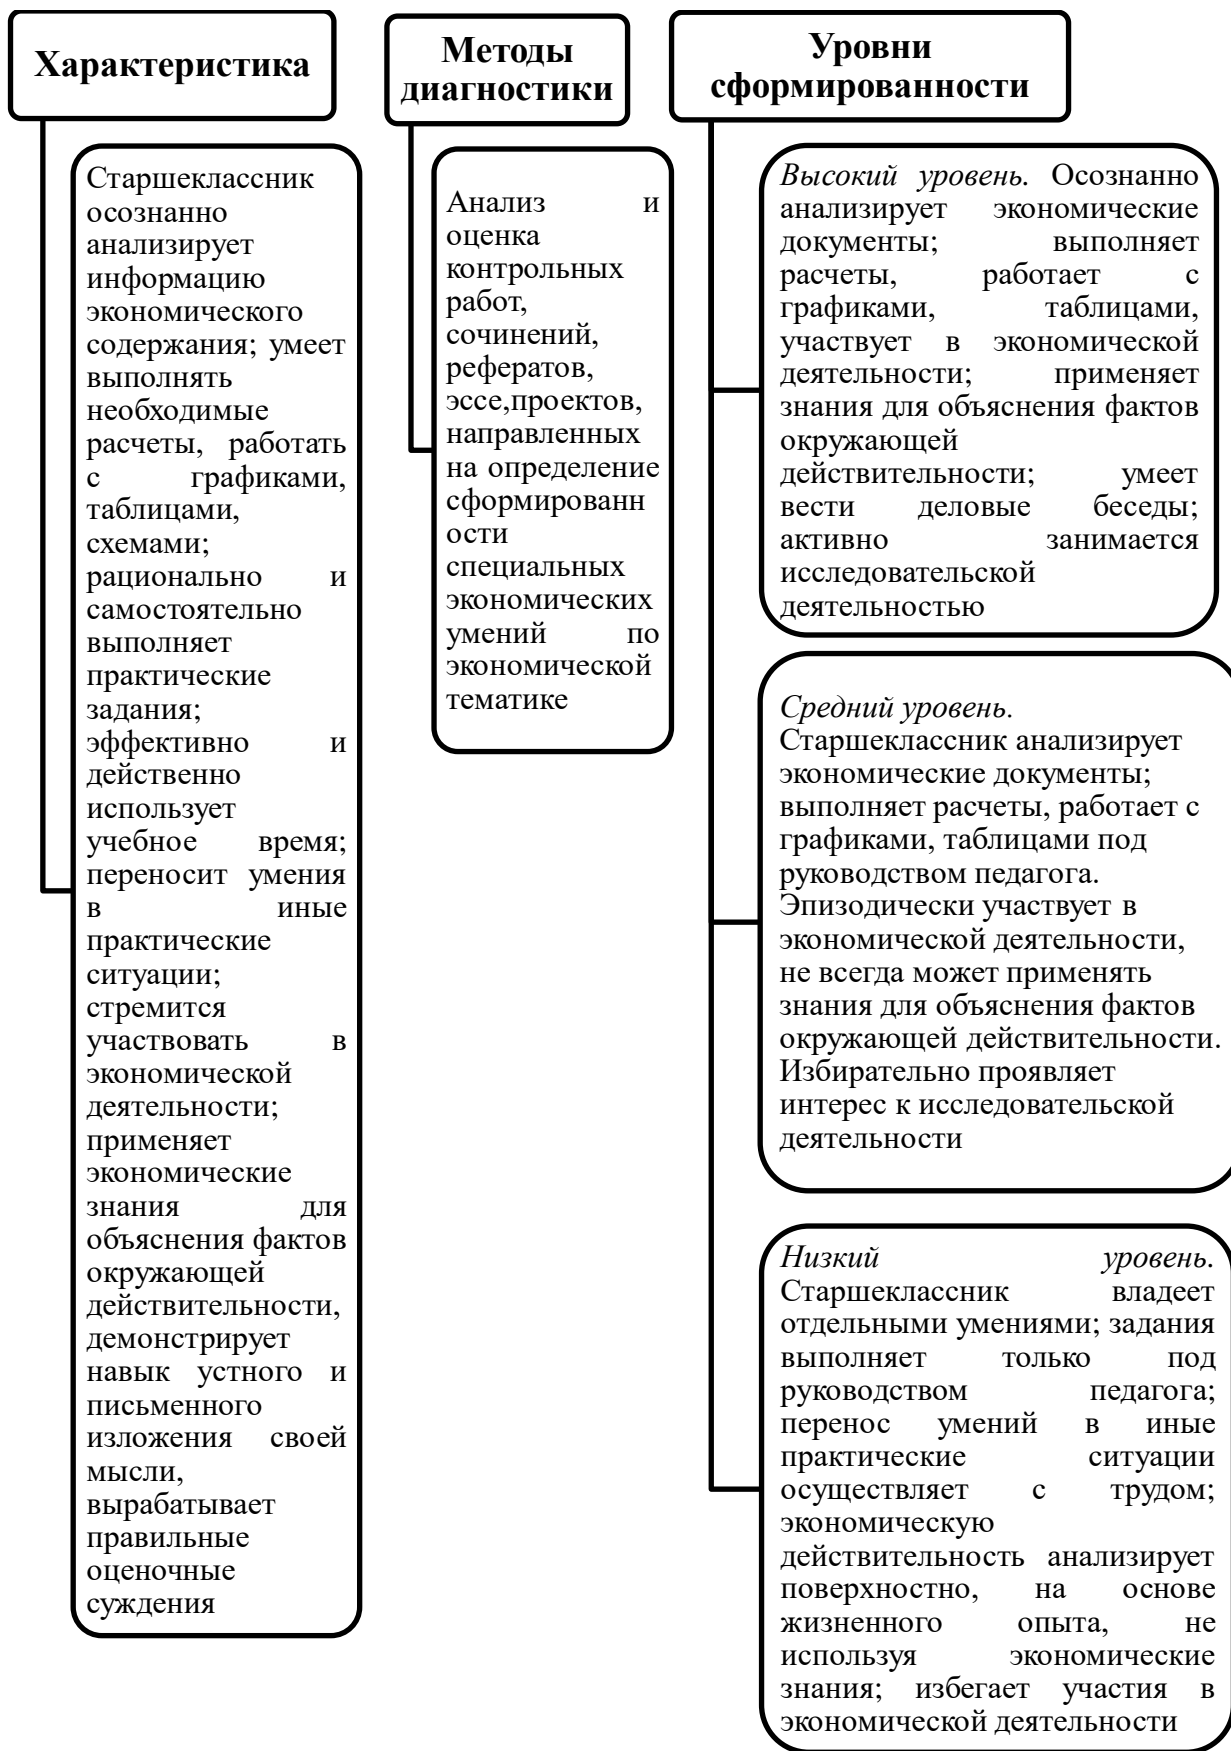 Характеристика
Старшеклассник
осознанно
анализирует
информацию
экономического
содержания; умеет
выполнять
необходимые
расчеты, работать
с графиками,
таблицами,
схемами;
рационально и
самостоятельно
выполняет
практические
задания;
эффективно и
действенно
использует
учебное время;
переносит умения
в иные
практические
ситуации;
стремится
участвовать в
экономической
деятельности;
применяет
экономические
знания для
объяснения фактов
окружающей
действительности,
демонстрирует
навык устного и
письменного
изложения своей
мысли,
вырабатывает
правильные
оценочные
суждения
Методы
диагностики
Анализ и
оценка
контрольных
работ,
сочинений,
рефератов,
эссе,проектов,
направленных
на определение
сформированн
ости
специальных
экономических
умений по
экономической
тематике
Уровни
сформированности
Высокий уровень. Осознанно
анализирует экономические
документы; выполняет
расчеты, работает с
графиками, таблицами,
участвует в экономической
деятельности; применяет
знания для объяснения фактов
окружающей
действительности; умеет
вести деловые беседы;
активно занимается
исследовательской
деятельностью
Средний уровень.
Старшеклассник анализирует
экономические документы;
выполняет расчеты, работает с
графиками, таблицами под
руководством педагога.
Эпизодически участвует в
экономической деятельности,
не всегда может применять
знания для объяснения фактов
окружающей действительности.
Избирательно проявляет
интерес к исследовательской
деятельности
Низкий уровень.
Старшеклассник владеет
отдельными умениями; задания
выполняет только под
руководством педагога;
перенос умений в иные
практические ситуации
осуществляет с трудом;
экономическую
действительность анализирует
поверхностно, на основе
жизненного опыта, не
используя экономические
знания; избегает участия в
экономической деятельности